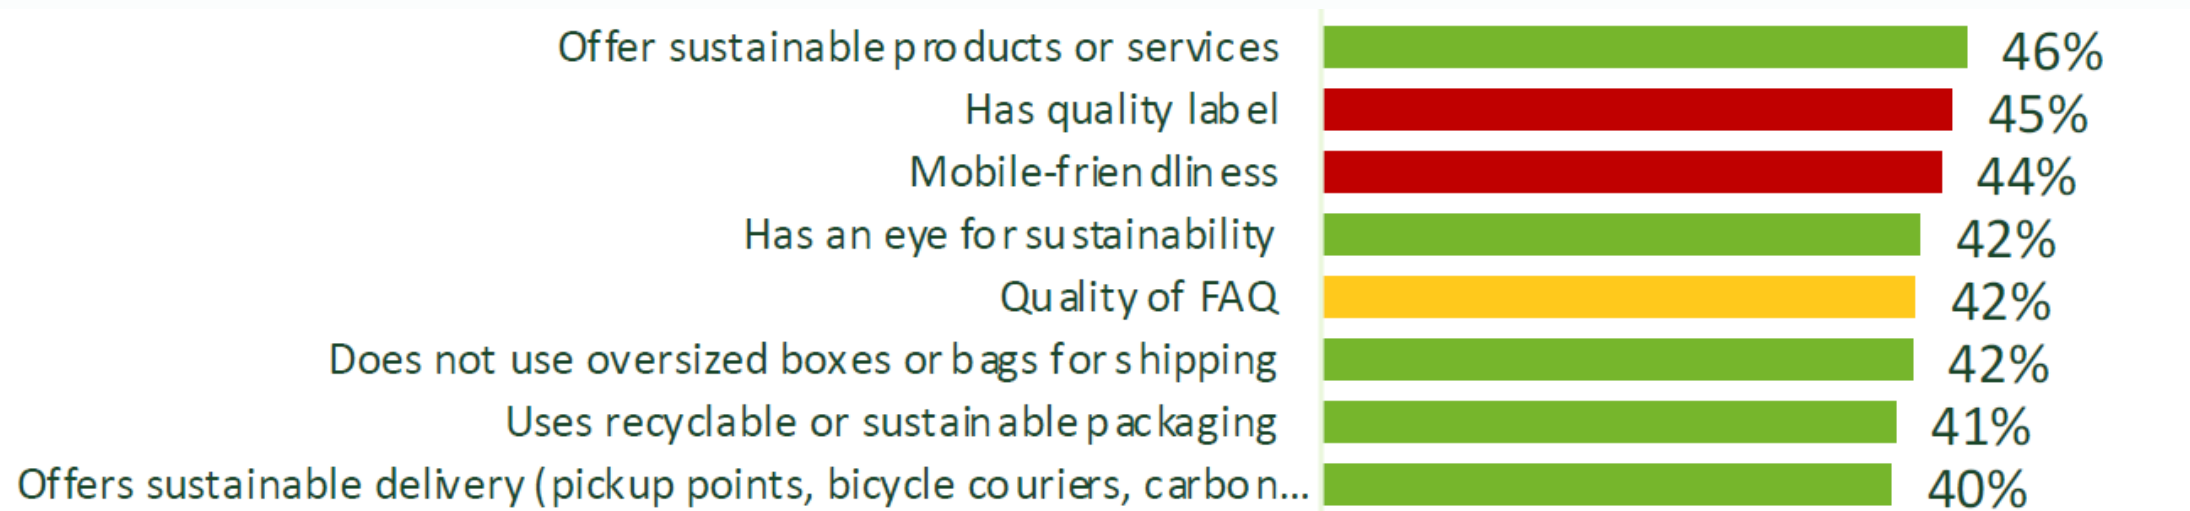 Offer sustainable products or services 46%
Has quality label 45%
Mobile-friendliness 44%
Has an eye for sustainability 42%
Quality of FAQ 42%
Does not use oversized boxes or bags for shipping 42%
Uses recyclable or sustainable packaging 41%
Offers sustainable delivery (pickup points, bicycle couriers, carbon... 40%